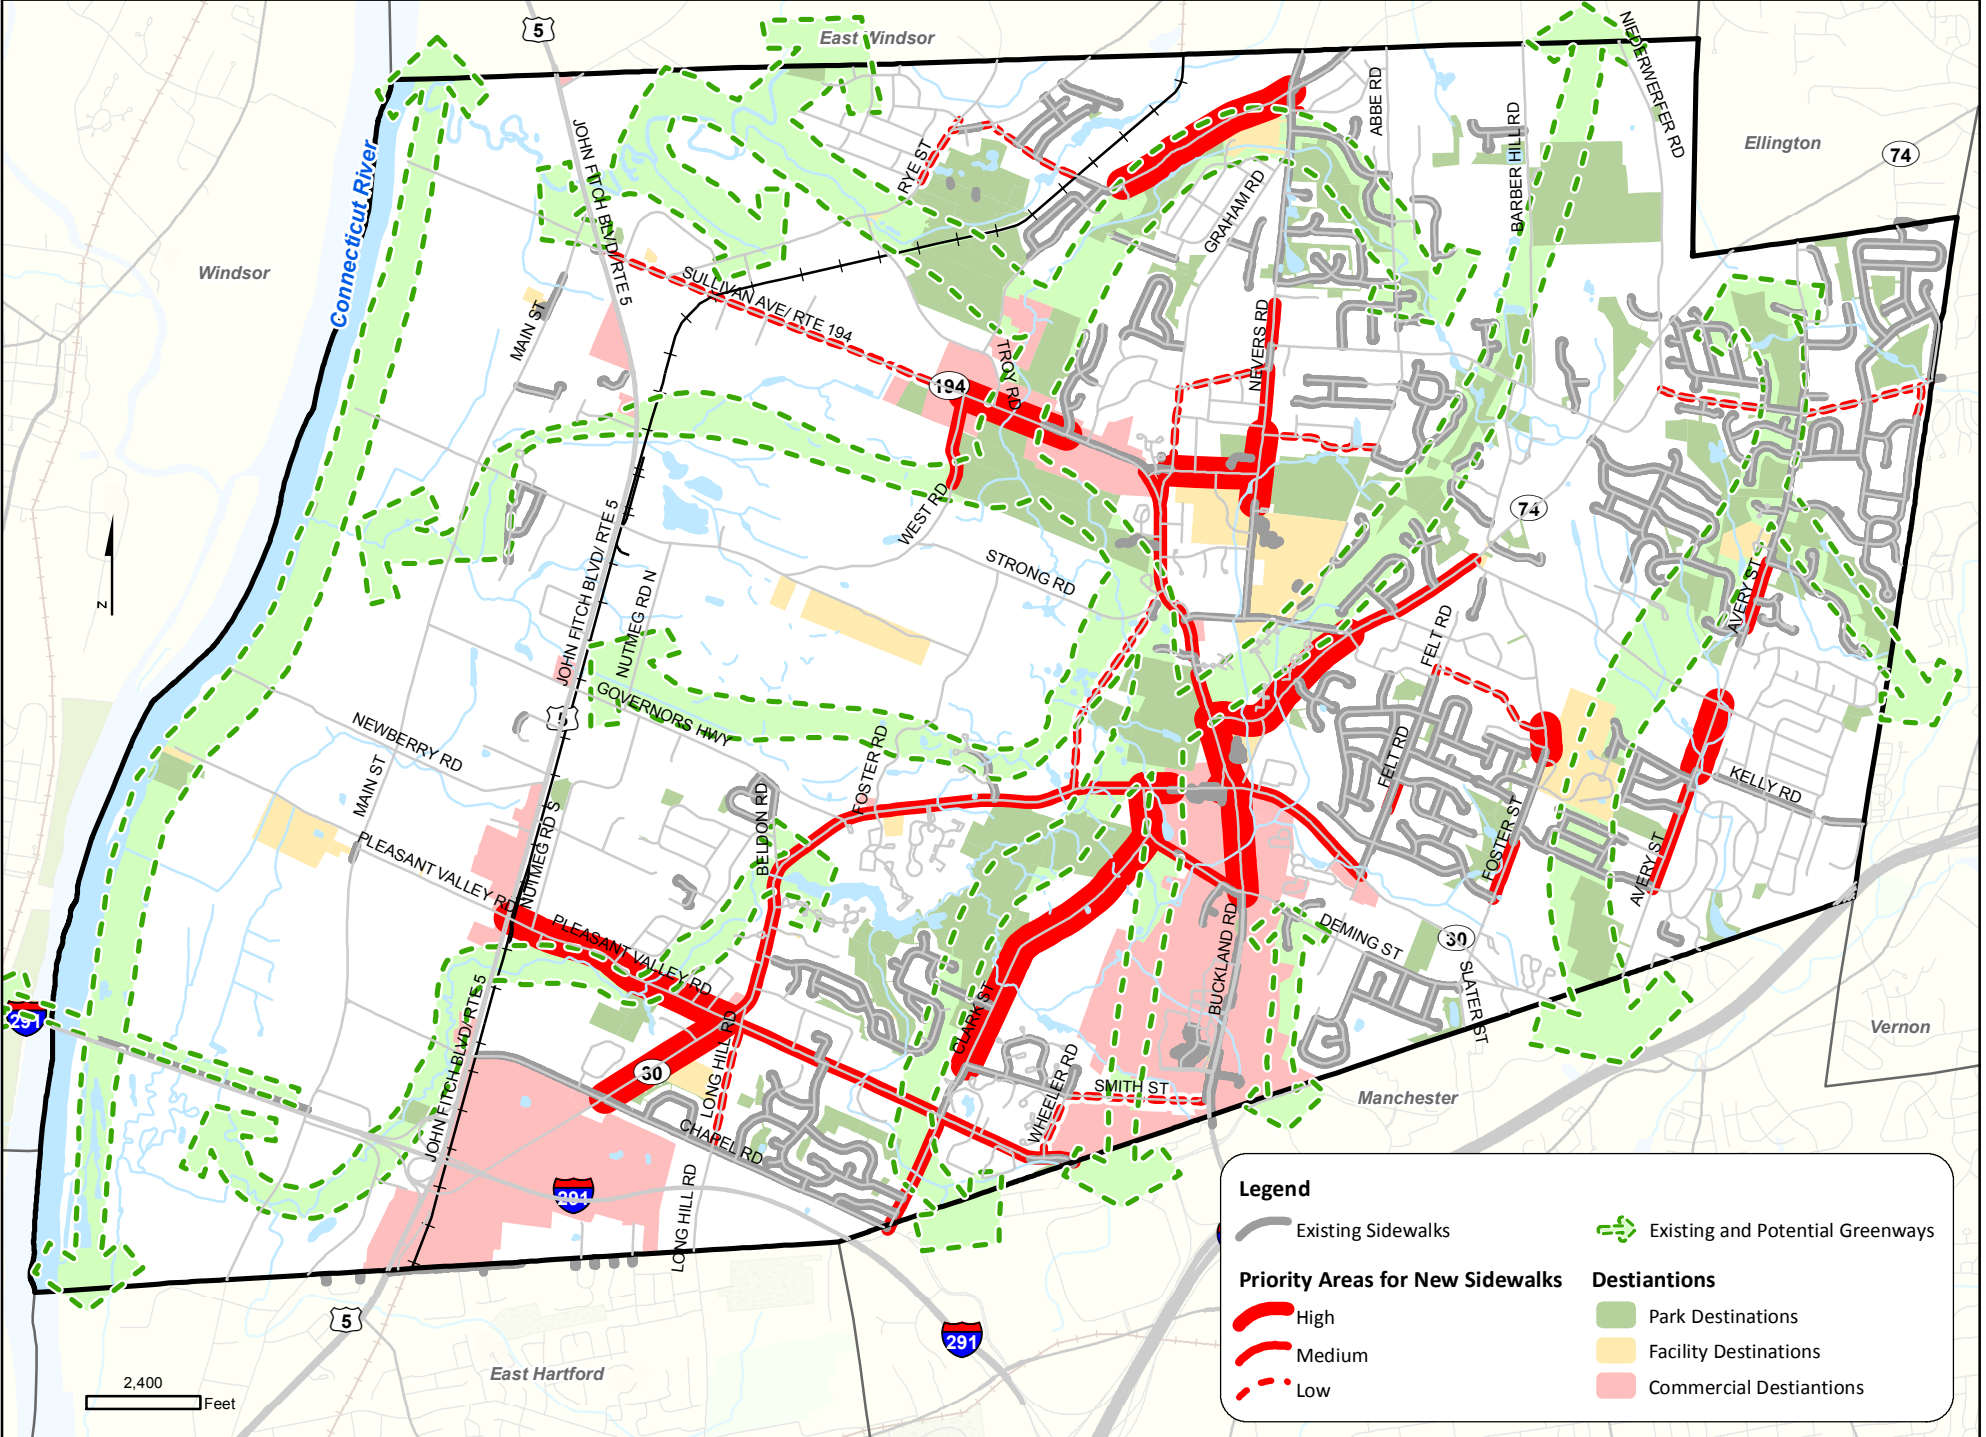 5
East Windsor
NIEDERWERFER RD
ABBE RD
BARBER HILL RD
Ellington
74
JOHN FITCH BLVD/ RTE 5
RYE ST
Connecticut River
GRAHAM RD
Windsor
SULLIVAN AVE/ RTE 194
MAIN ST
NEVERS RD
TROY RD
194
WEST RD
74
STRONG RD
JOHN FITCH BLVD/ RTE 5
NUTMEG RD N
AVERY ST
FELT RD
z
GOVERNORS HWY
5
NEWBERRY RD
FOSTER RD
FELT RD
KELLY RD
MAIN ST
BELDON RD
NUTMEG RD S
FOSTER ST
PLEASANT VALLEY RD
AVERY ST
PLEASANT VALLEY RD
BUCKLAND RD
DEMING ST
30
SLATER ST
291
JOHN FITCH BLVD/ RTE 5
CLARK ST
Vernon
LONG HILL RD
30
WHEELER RD
SMITH ST
Manchester
CHAPEL RD
291
LONG HILL RD
5
291
East Hartford
2,400
Feet
Legend
Existing Sidewalks
Existing and Potential Greenways
Priority Areas for New Sidewalks
Destiantions
High
Park Destinations
Medium
Facility Destinations
Low
Commercial Destiantions